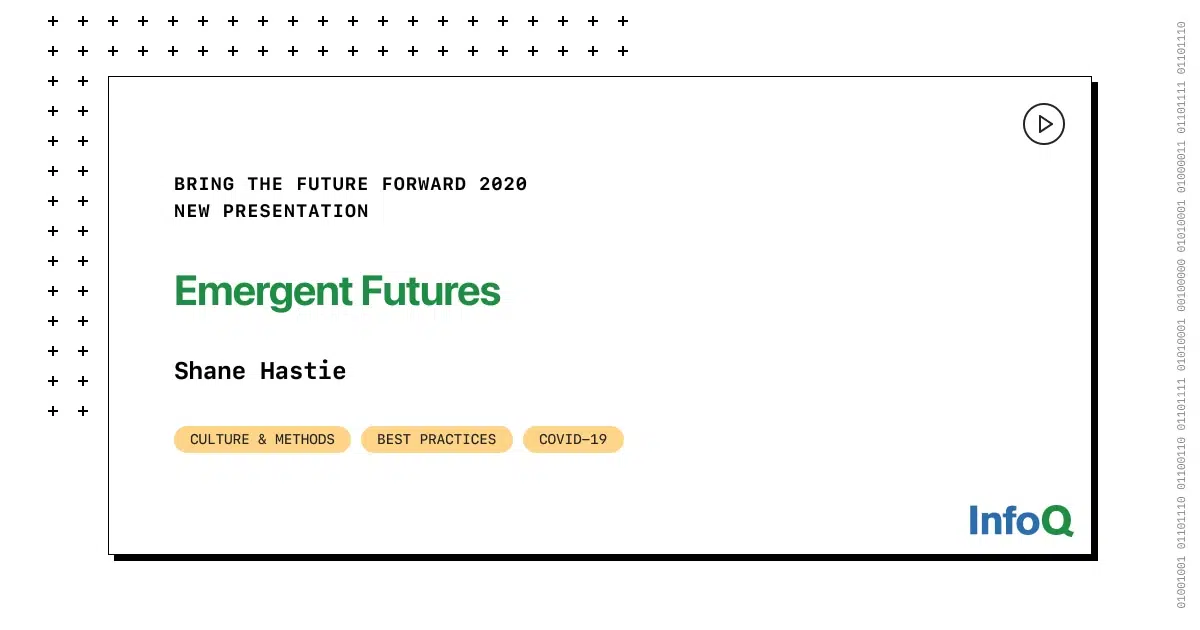 BRING THE FUTURE FORWARD 2020
NEW PRESENTATION
Emergent Futures
Shane Hastie
CULTURE & METHODS BEST PRACTICES COVID-19
InfoQ
01001001 01101110 01100110 01101111 01010001 00100000 01010001 01000011 01101111 01101110